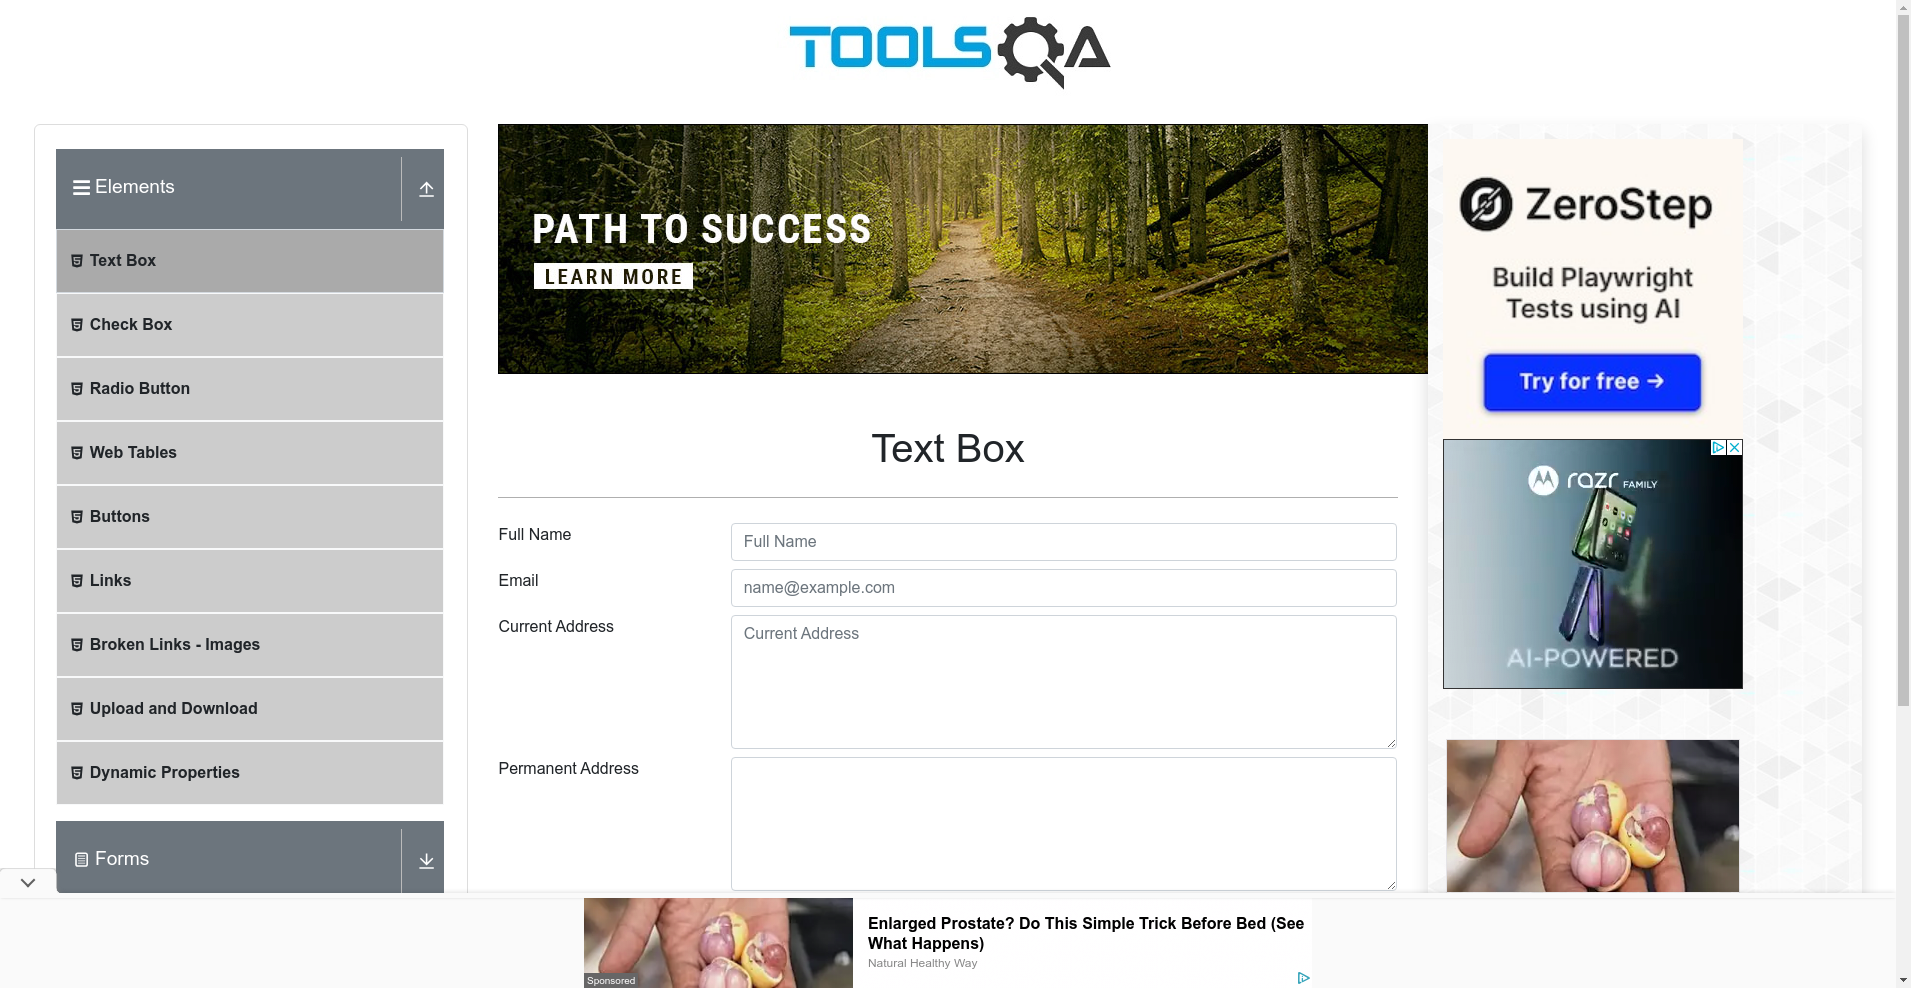 TOOLSQA
Elements
Text Box
Check Box
Radio Button
Web Tables
Buttons
Links
Broken Links - Images
Upload and Download
Dynamic Properties
Forms
PATH TO SUCCESS
LEARN MORE
Text Box
Full Name
Full Name
Email
name@example.com
Current Address
Current Address
Permanent Address
ZeroStep
Build Playwright
Tests using AI
Try for free →
razr FAMILY
AI-POWERED
Sponsored
Enlarged Prostate? Do This Simple Trick Before Bed (See
What Happens)
Natural Healthy Way